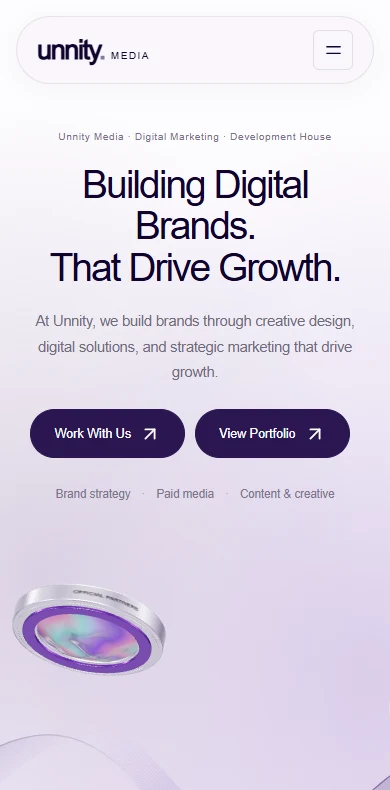 unnity. MEDIA
Unnity Media · Digital Marketing · Development House
Building Digital
Brands.
That Drive Growth.
At Unnity, we build brands through creative design,
digital solutions, and strategic marketing that drive
growth.
Work With Us
View Portfolio
Brand strategy · Paid media · Content & creative
OFFICIAL PARTNERS